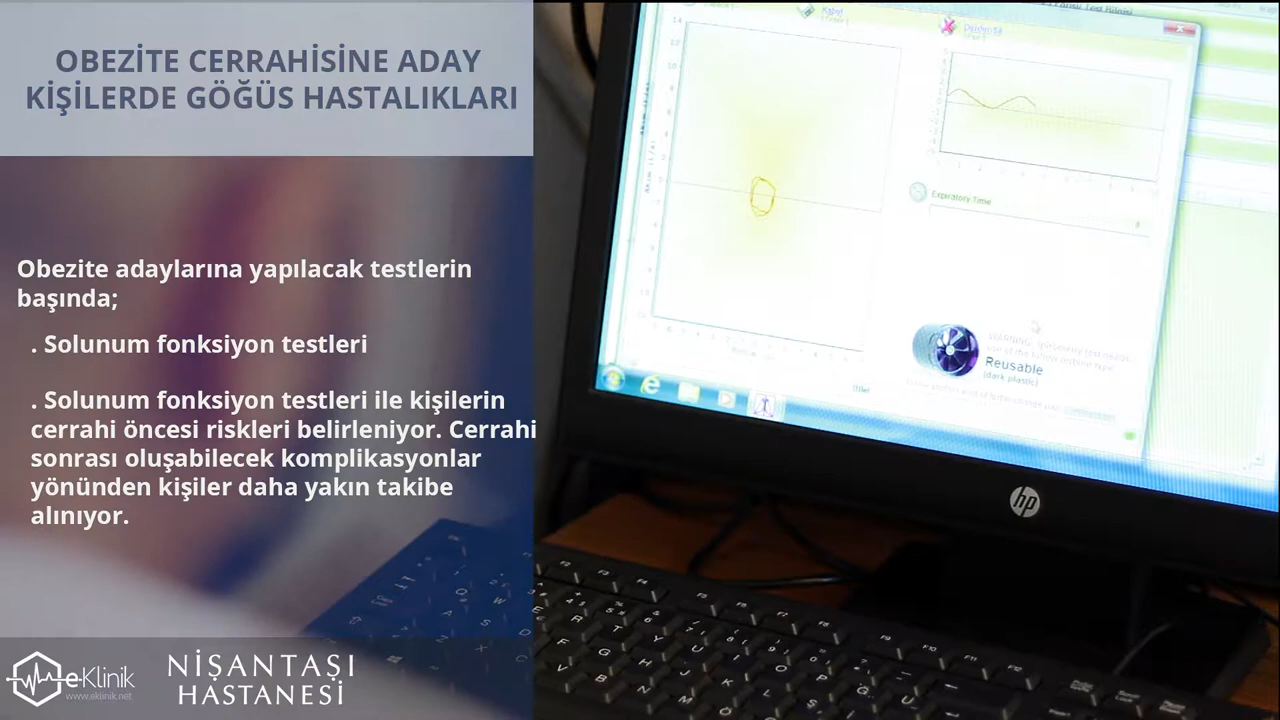 OBEZİTE CERRAHİSİNE ADAY
KİŞİLERDE GÖĞÜS HASTALIKLARI
Obezite adaylarına yapılacak testlerin
başında;
. Solunum fonksiyon testleri
. Solunum fonksiyon testleri ile kişilerin
cerrahi öncesi riskleri belirleniyor. Cerrahi
sonrası oluşabilecek komplikasyonlar
yönünden kişiler daha yakın takibe
alınıyor.
e-Klinik
www.eklinik.net
NİŞANTAŞI
HASTANESİ
Expiratory Time
Reusable
(dark plastic)
hp